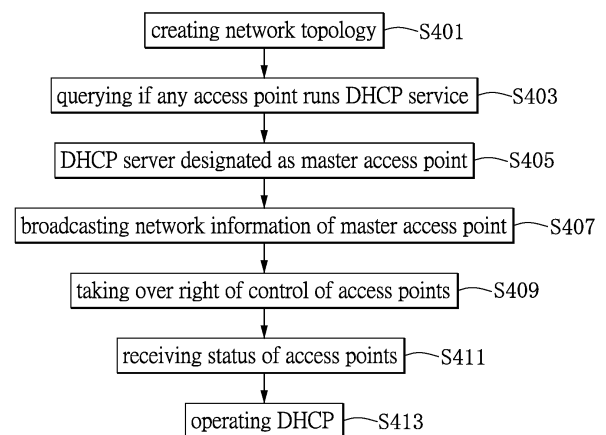 creating network topology S401
querying if any access point runs DHCP service S403
DHCP server designated as master access point S405
broadcasting network information of master access point S407
taking over right of control of access points S409
receiving status of access points S411
operating DHCP S413